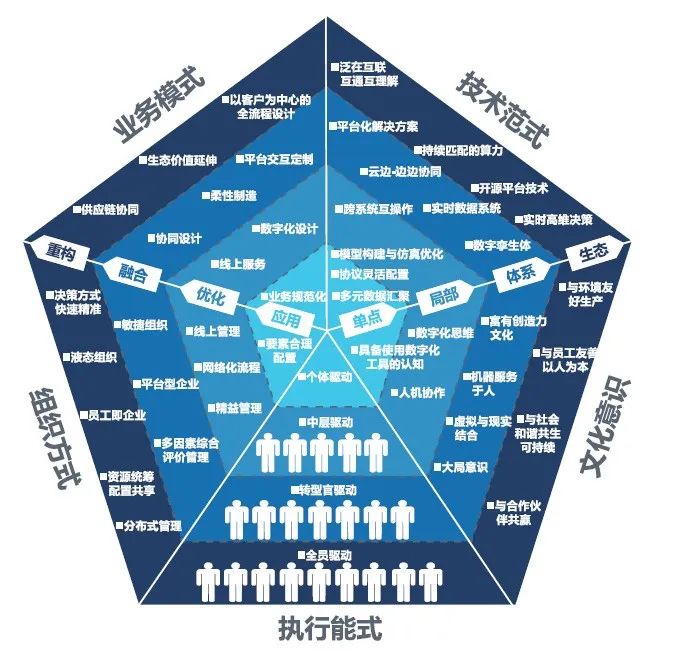 业务模式
技术范式
■泛在互联
互通互理解
■以客户为中心的
全流程设计
■平台化解决方案
■持续匹配的算力
■生态价值延伸
■平台交互定制
■云边-边边协同
■开源平台技术
■柔性制造
■供应链协同
■跨系统互操作
■实时数据系统
■实时高维决策
■数字化设计
■协同设计
■数字孪生体
重构
■模型构建与仿真优化
生态
融合
■线上服务
■协议灵活配置
体系
优化
■业务规范化
■多元数据汇聚
局部
应用
单点
■决策方式
快速精准
■与环境友
好生产
■敏捷组织
■线上管理
■要素合理
配置
■数字化思维
■富有创造力
文化
■液态组织
■网络化流程
■具备使用数字化
工具的认知
■与员工友善
以人为本
■平台型企业
■个体驱动
■人机协作
■机器服务
于人
■员工即企业
■精益管理
■中层驱动
■虚拟与现实
结合
■与社会
和谐共生
可持续
■多因素综合
评价管理
■大局意识
■资源统筹
配置共享
■转型官驱动
■与合作伙
伴共赢
■分布式管理
■全员驱动
组织方式
文化意识
执行能式